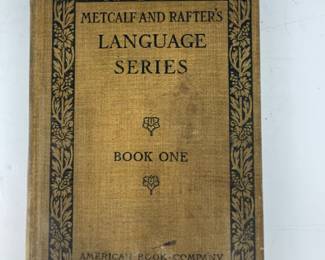 METCALF AND RAFTER'S
LANGUAGE
SERIES
BOOK ONE
AMERICAN·BOOK·COMPANY